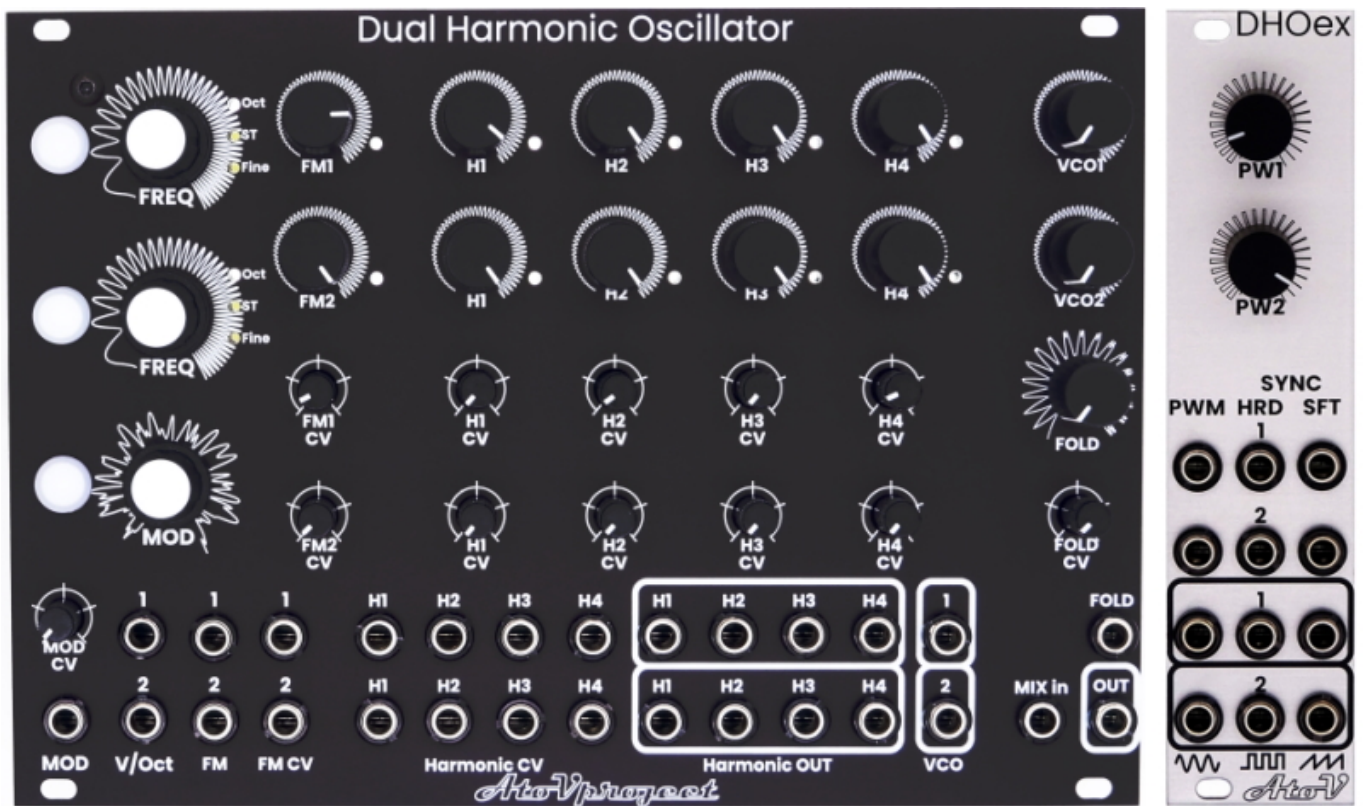 Dual Harmonic Oscillator
DHOex
Oct
ST
Fine
FREQ
FM1
H1
H2
H3
H4
VCO1
PW1
Oct
ST
Fine
FREQ
FM2
H1
H2
H3
H4
VCO2
PW2
FM1 CV
H1 CV
H2 CV
H3 CV
H4 CV
FOLD
SYNC
PWM HRD SFT
1
MOD
FM2 CV
H1 CV
H2 CV
H3 CV
H4 CV
FOLD CV
2
MOD CV
1 1 1
H1 H2 H3 H4
H1 H2 H3 H4
1
FOLD
1
2 2 2
H1 H2 H3 H4
H1 H2 H3 H4
2
MIX in
OUT
2
MOD V/Oct FM FM CV
Harmonic CV
Harmonic OUT
VCO
AtoVproject
AtoV